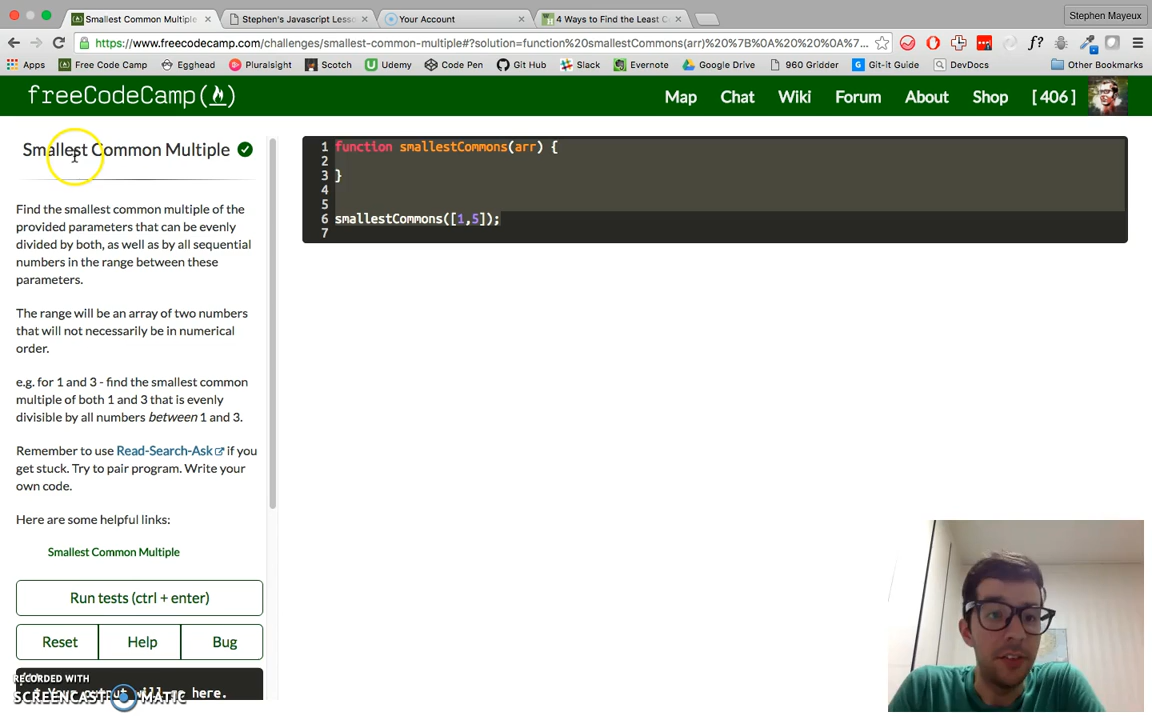 Smallest Common Multiple
Stephen's Javascript Lesso
Your Account
4 Ways to Find the Least C
Stephen Mayeux
https://www.freecodecamp.com/challenges/smallest-common-multiple#?solution=function%20smallestCommons(arr)%20%7B%0A%20%20%0A%7...
Apps
Free Code Camp
Egghead
Pluralsight
Scotch
Udemy
Code Pen
Git Hub
Slack
Evernote
Google Drive
960 Gridder
Git-it Guide
DevDocs
Other Bookmarks
freeCodeCamp
Map
Chat
Wiki
Forum
About
Shop
[ 406 ]
Smallest Common Multiple
Find the smallest common multiple of the
provided parameters that can be evenly
divided by both, as well as by all sequential
numbers in the range between these
parameters.
The range will be an array of two numbers
that will not necessarily be in numerical
order.
e.g. for 1 and 3 - find the smallest common
multiple of both 1 and 3 that is evenly
divisible by all numbers between 1 and 3.
Remember to use Read-Search-Ask if you
get stuck. Try to pair program. Write your
own code.
Here are some helpful links:
Smallest Common Multiple
Run tests (ctrl + enter)
Reset
Help
Bug
Your output will go here.
RECORDED WITH
SCREENCAST MATIC
1 function smallestCommons(arr) {
2
3 }
4
5
6 smallestCommons([1,5]);
7